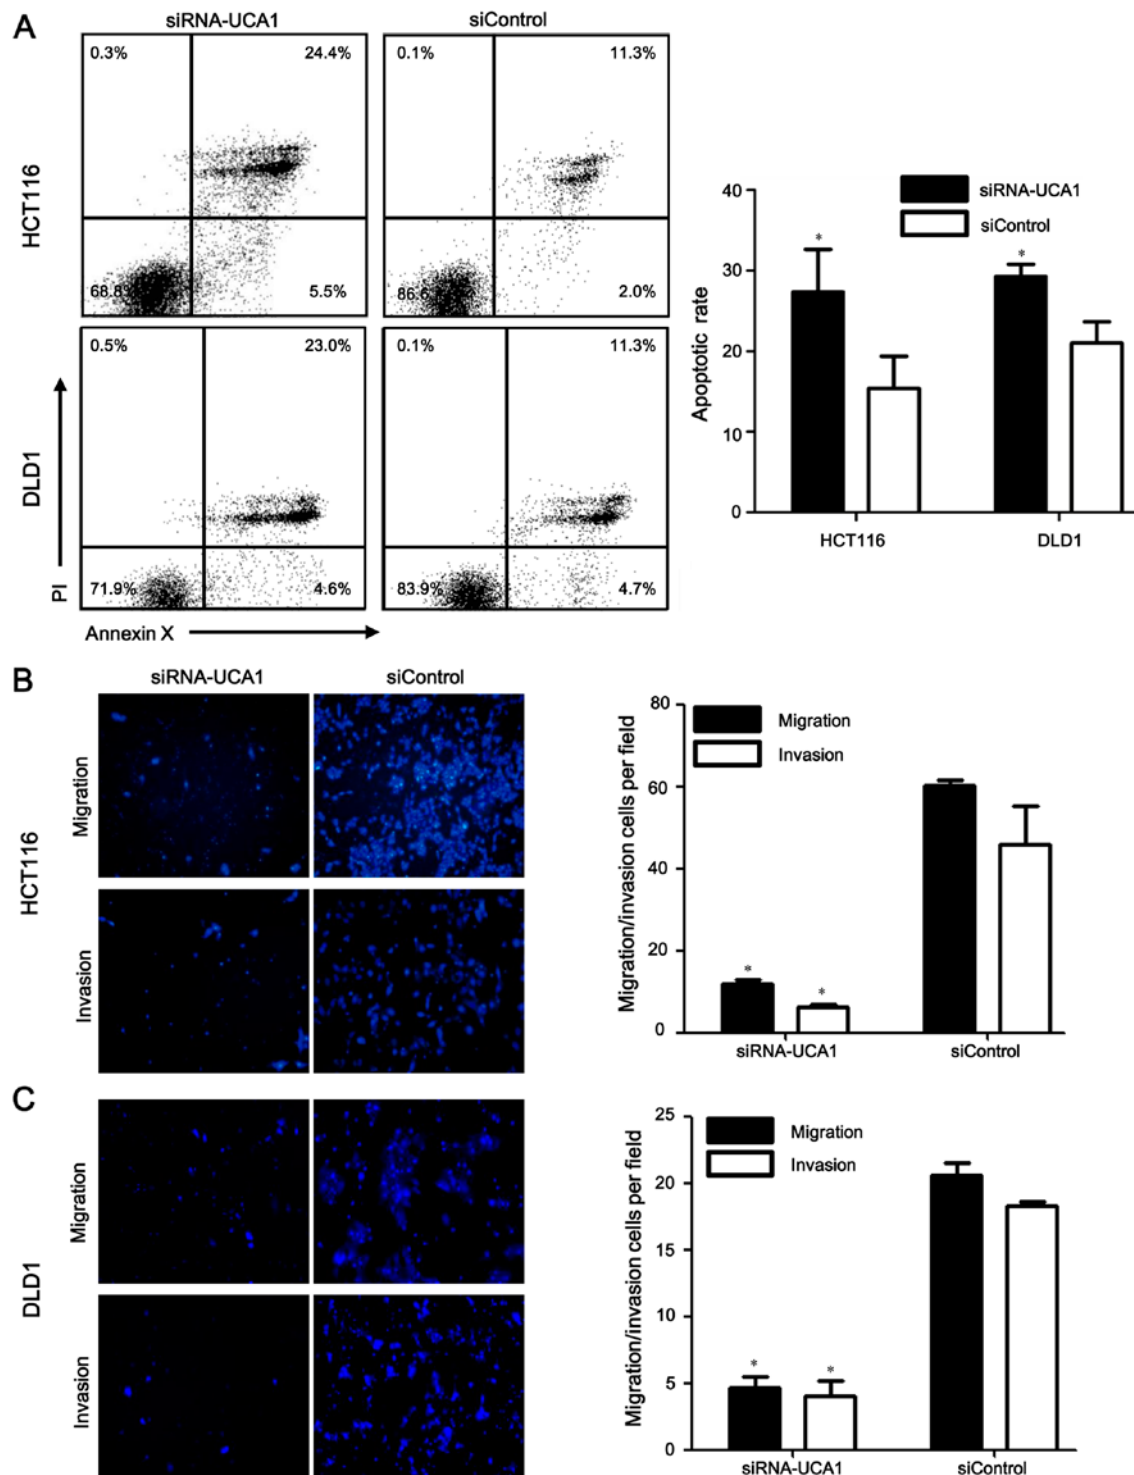 A
siRNA-UCA1
siControl
HCT116
0.3%
24.4%
0.1%
11.3%
5.5%
2.0%
DLD1
0.5%
23.0%
0.1%
11.3%
71.9%
4.6%
83.9%
4.7%
PI
Annexin X
siRNA-UCA1
siControl
Apoptotic rate
40
30
20
10
0
*
*
HCT116
DLD1
B
siRNA-UCA1
siControl
HCT116
Migration
Invasion
Migration
Invasion
Migration/invasion cells per field
80
60
40
20
0
*
*
siRNA-UCA1
siControl
C
DLD1
Migration
Invasion
Migration
Invasion
Migration/invasion cells per field
25
20
15
10
5
0
*
*
siRNA-UCA1
siControl